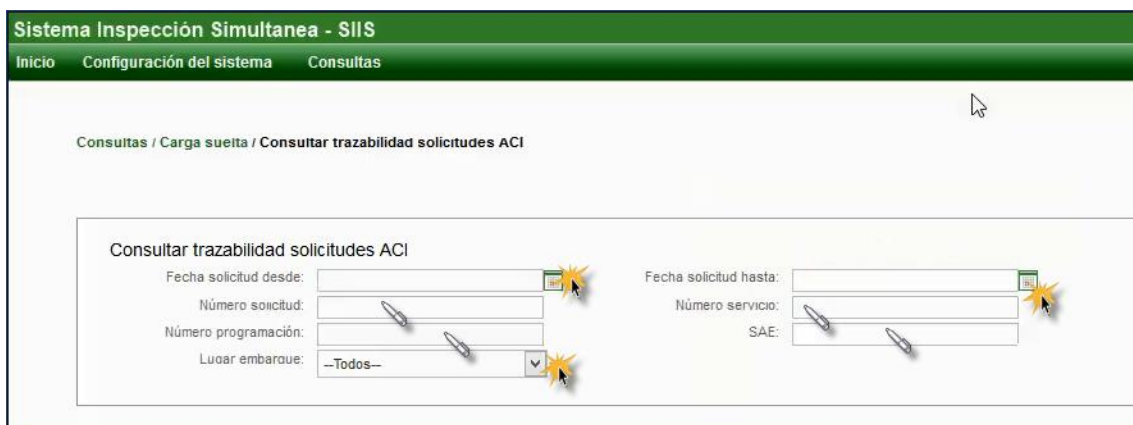 Sistema Inspección Simultanea - SIIS
Inicio Configuración del sistema Consultas
Consultas / Carga suelta / Consultar trazabilidad solicitudes ACI
Consultar trazabilidad solicitudes ACI
Fecha solicitud desde: Fecha solicitud hasta:
Número solicitud: Número servicio:
Número programación: SAE:
Lugar embarque: --Todos--